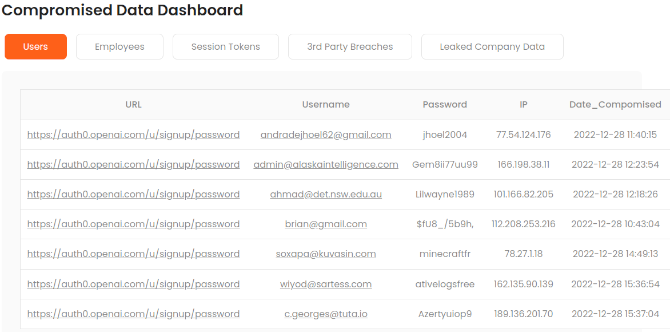 Compromised Data Dashboard
Users Employees Session Tokens 3rd Party Breaches Leaked Company Data
URL Username Password IP Date_Compomised
https://auth0.openai.com/u/signup/password andradejhoel62@gmail.com jhoel2004 77.54.124.176 2022-12-28 11:40:15
https://auth0.openai.com/u/signup/password admin@alaskaintelligence.com Gem8ii77uu99 166.198.38.11 2022-12-28 12:23:54
https://auth0.openai.com/u/signup/password ahmad@det.nsw.edu.au 101.166.82.205 2022-12-28 12:18:26
https://auth0.openai.com/u/signup/password brian@gmail.com $fU8_/5b9h, 112.208.253.216 2022-12-28 10:43:04
https://auth0.openai.com/u/signup/password soxapa@kuvasin.com minecraftfr 78.27.1.18 2022-12-28 14:49:13
https://auth0.openai.com/u/signup/password wiyod@sartess.com ativelogsfree 162.135.90.139 2022-12-28 15:36:54
https://auth0.openai.com/u/signup/password c.georges@tuta.io Azertyuiop9 189.136.201.70 2022-12-28 15:37:04